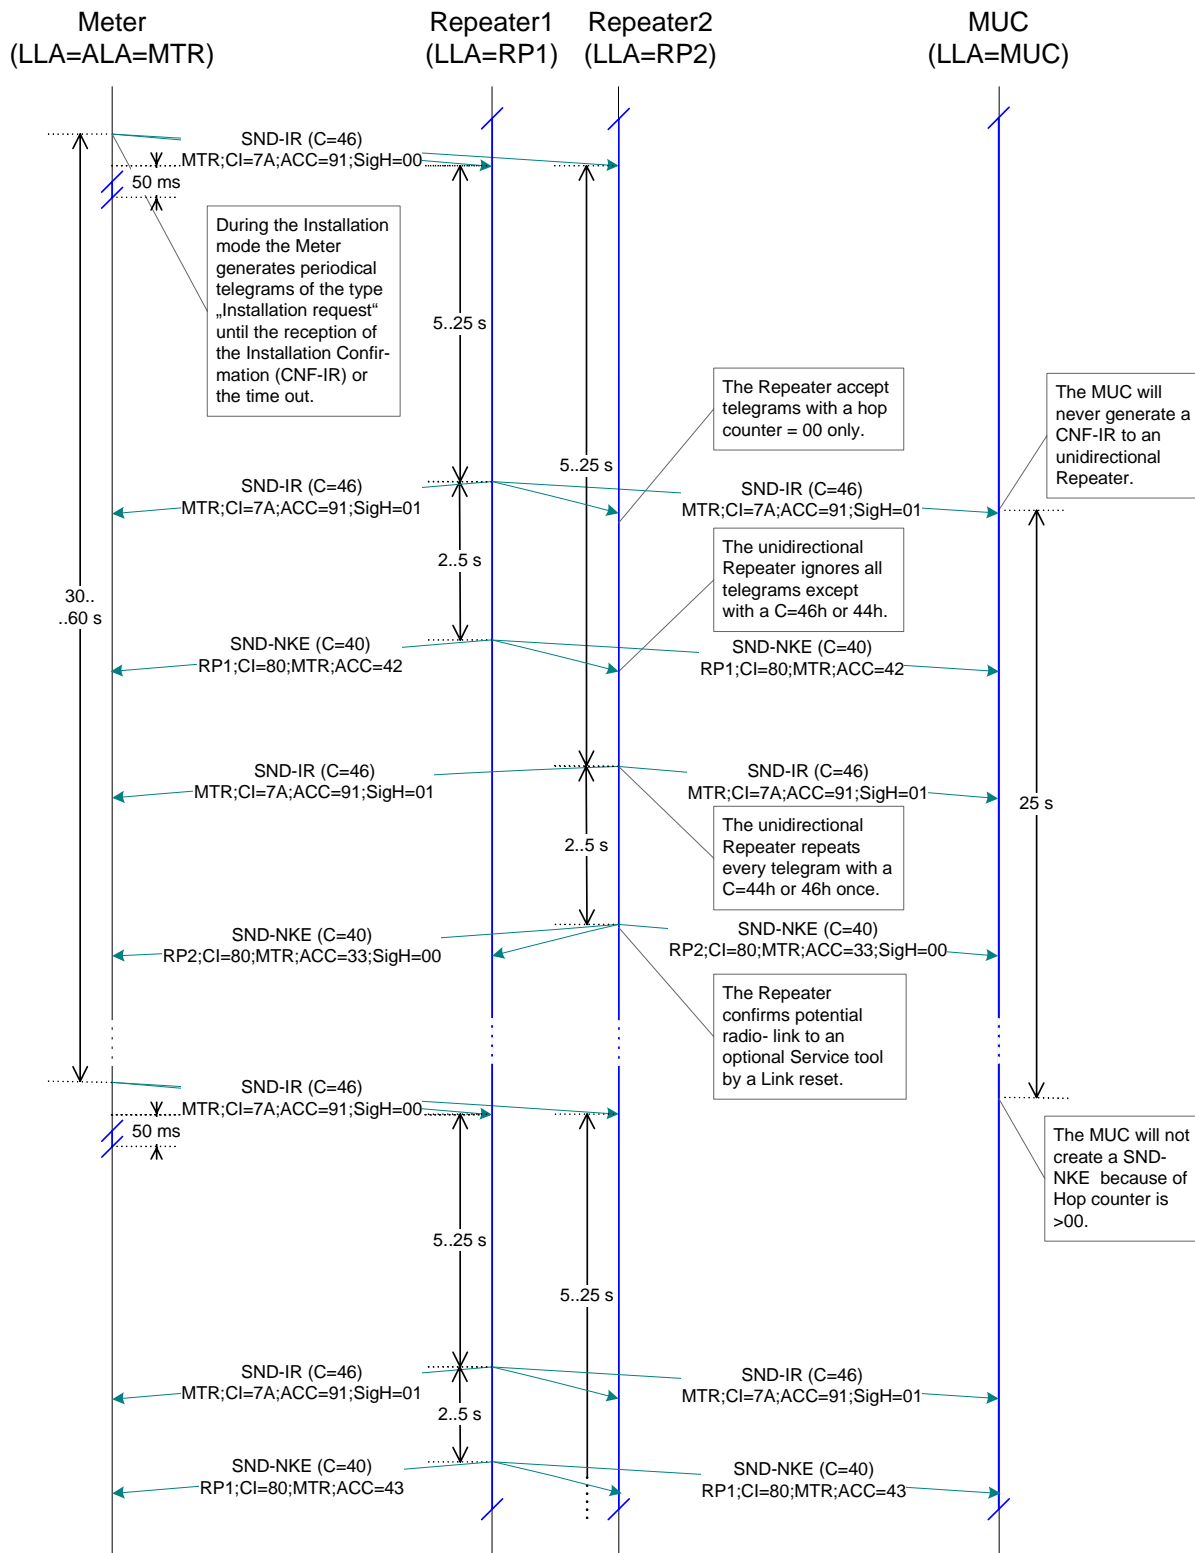 Meter
(LLA=ALA=MTR)
Repeater1
(LLA=RP1)
Repeater2
(LLA=RP2)
MUC
(LLA=MUC)
SND-IR (C=46)
MTR;CI=7A;ACC=91;SigH=00
50 ms
During the Installation
mode the Meter
generates periodical
telegrams of the type
„Installation request“
until the reception of
the Installation Confir-
mation (CNF-IR) or
the time out.
5..25 s
The Repeater accept
telegrams with a hop
counter = 00 only.
The MUC will
never generate a
CNF-IR to an
unidirectional
Repeater.
5..25 s
SND-IR (C=46)
MTR;CI=7A;ACC=91;SigH=01
SND-IR (C=46)
MTR;CI=7A;ACC=91;SigH=01
2..5 s
The unidirectional
Repeater ignores all
telegrams except
with a C=46h or 44h.
30..
..60 s
SND-NKE (C=40)
RP1;CI=80;MTR;ACC=42
SND-NKE (C=40)
RP1;CI=80;MTR;ACC=42
SND-IR (C=46)
MTR;CI=7A;ACC=91;SigH=01
SND-IR (C=46)
MTR;CI=7A;ACC=91;SigH=01
25 s
2..5 s
The unidirectional
Repeater repeats
every telegram with a
C=44h or 46h once.
SND-NKE (C=40)
RP2;CI=80;MTR;ACC=33;SigH=00
SND-NKE (C=40)
RP2;CI=80;MTR;ACC=33;SigH=00
The Repeater
confirms potential
radio- link to an
optional Service tool
by a Link reset.
SND-IR (C=46)
MTR;CI=7A;ACC=91;SigH=00
50 ms
The MUC will not
create a SND-
NKE  because of
Hop counter is
>00.
5..25 s
5..25 s
SND-IR (C=46)
MTR;CI=7A;ACC=91;SigH=01
SND-IR (C=46)
MTR;CI=7A;ACC=91;SigH=01
2..5 s
SND-NKE (C=40)
RP1;CI=80;MTR;ACC=43
SND-NKE (C=40)
RP1;CI=80;MTR;ACC=43